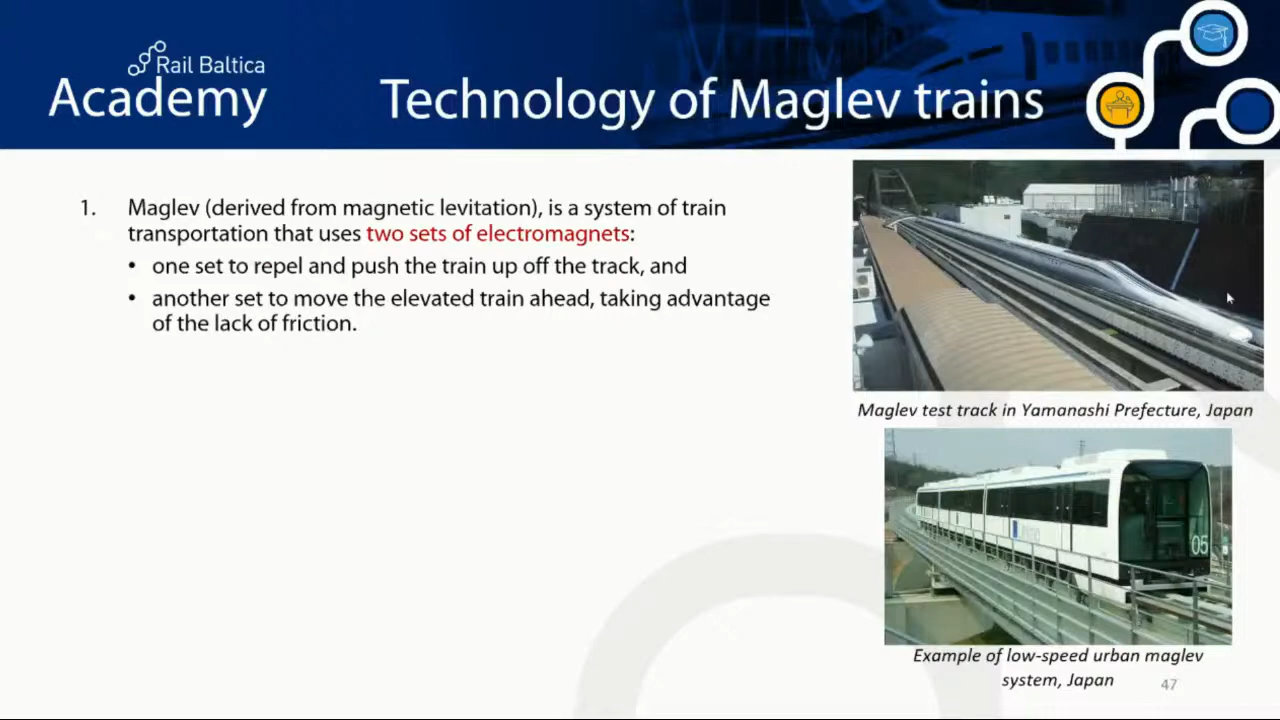 Rail Baltica
Academy
Technology of Maglev trains
1. Maglev (derived from magnetic levitation), is a system of train
transportation that uses two sets of electromagnets:
• one set to repel and push the train up off the track, and
• another set to move the elevated train ahead, taking advantage
of the lack of friction.
Maglev test track in Yamanashi Prefecture, Japan
05
Example of low-speed urban maglev
system, Japan
47